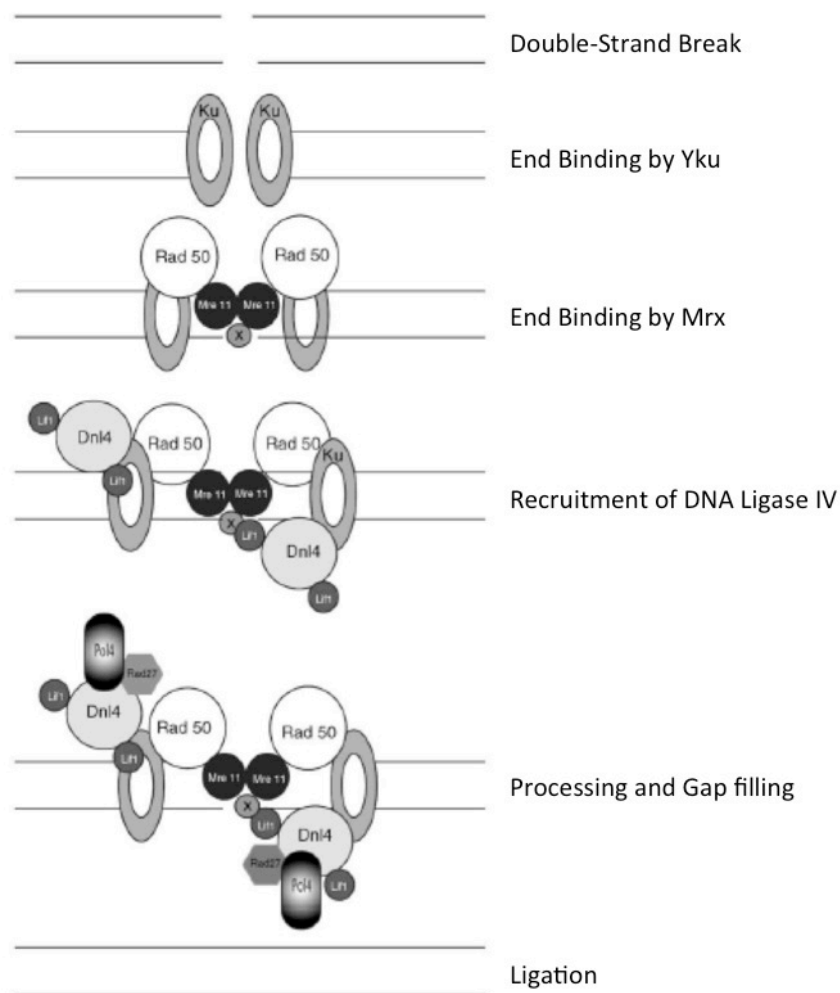 Double-Strand Break
Ku Ku
End Binding by Yku
Rad 50 Rad 50
Mre 11 Mre 11
X
End Binding by Mrx
Lif1
Dnl4 Rad 50 Rad 50
Ku
Lif1
Mre 11 Mre 11
Recruitment of DNA Ligase IV
X
Lif1
Dnl4
Lif1
Pol4
Rad27
Lif1
Dnl4
Rad 50 Rad 50
Lif1
Mre 11 Mre 11
Processing and Gap filling
X
Lif1
Dnl4
Rad27
Pol4 Lif1
Ligation